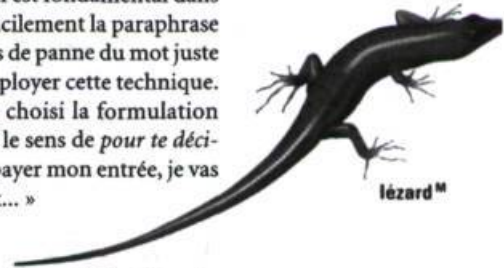 cilement la paraphrase
s de panne du mot juste
ployer cette technique.
choisi la formulation
le sens de pour te déci-
payer mon entrée, je vas
... »
lézard M